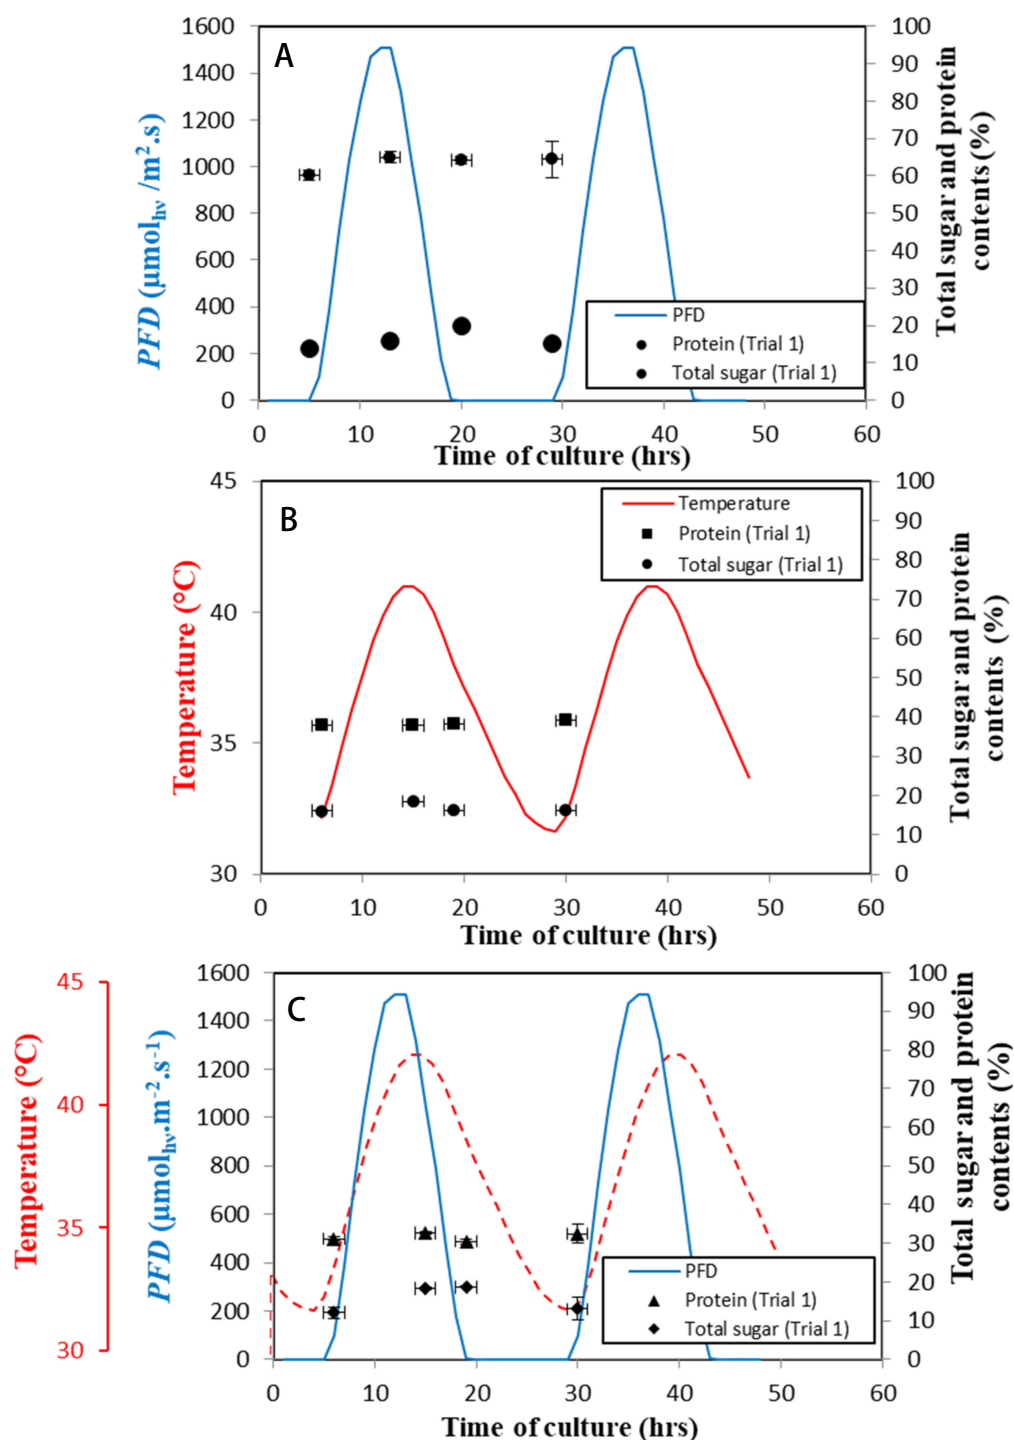 A
1600
1400
1200
1000
800
600
400
200
0
PFD (µmolhν /m².s)
100
90
80
70
60
50
40
30
20
10
0
Total sugar and protein
contents (%)
PFD
Protein (Trial 1)
Total sugar (Trial 1)
0 10 20 30 40 50 60
Time of culture (hrs)
B
45
40
35
30
Temperature (°C)
100
90
80
70
60
50
40
30
20
10
0
Total sugar and protein
contents (%)
Temperature
Protein (Trial 1)
Total sugar (Trial 1)
0 10 20 30 40 50 60
Time of culture (hrs)
C
45
40
35
30
Temperature (°C)
1600
1400
1200
1000
800
600
400
200
0
PFD (µmolhν.m-2.s-1)
100
90
80
70
60
50
40
30
20
10
0
Total sugar and protein
contents (%)
PFD
Protein (Trial 1)
Total sugar (Trial 1)
0 10 20 30 40 50 60
Time of culture (hrs)